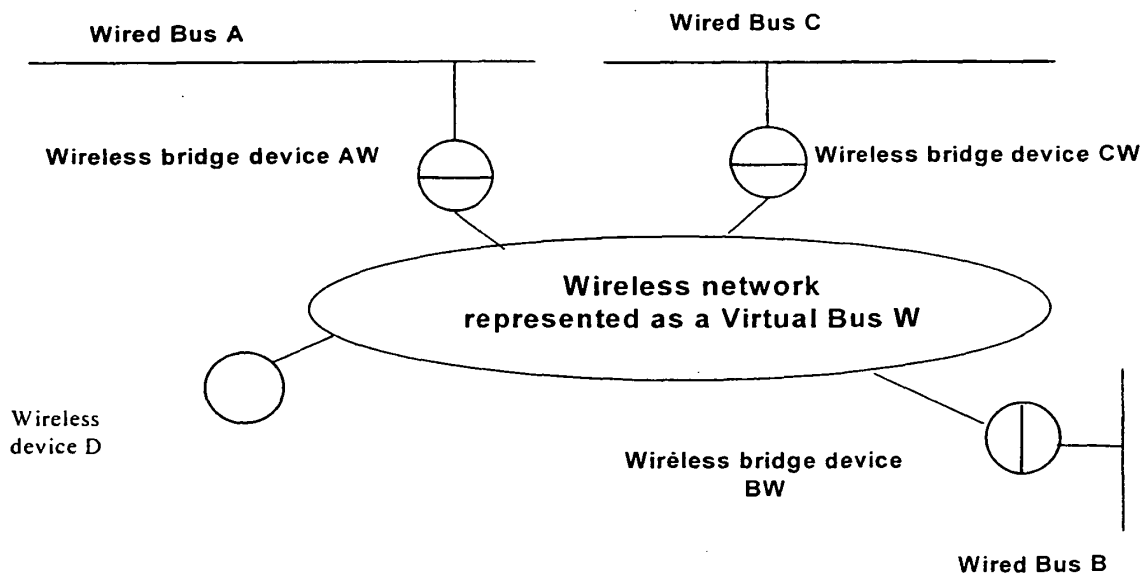 Wired Bus A
Wired Bus C
Wireless bridge device AW
Wireless bridge device CW
Wireless network
represented as a Virtual Bus W
Wireless
device D
Wireless bridge device
BW
Wired Bus B